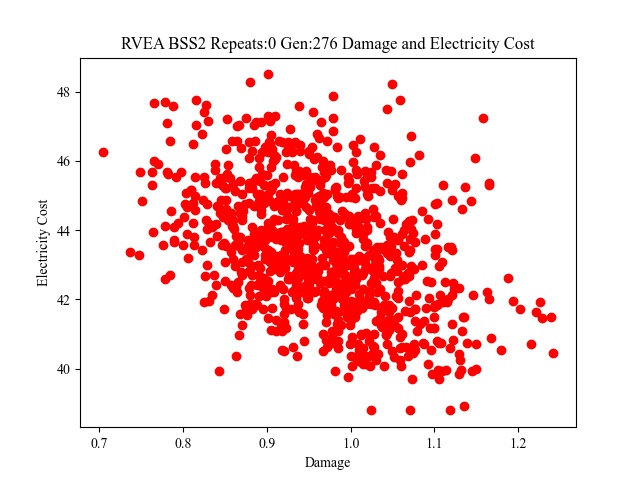 RVEA BSS2 Repeats:0 Gen:276 Damage and Electricity Cost
48
46
44
42
40
Electricity Cost
0.7 0.8 0.9 1.0 1.1 1.2
Damage